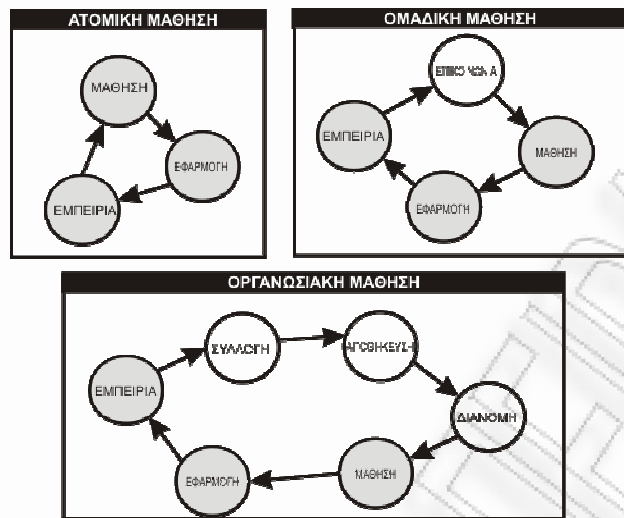 ΑΤΟΜΙΚΗ ΜΑΘΗΣΗ
ΜΑΘΗΣΗ
ΕΦΑΡΜΟΓΗ
ΕΜΠΕΙΡΙΑ
ΟΜΑΔΙΚΗ ΜΑΘΗΣΗ
ΕΜΠΕΙΡΙΑ
ΜΑΘΗΣΗ
ΕΦΑΡΜΟΓΗ
ΟΡΓΑΝΩΣΙΑΚΗ ΜΑΘΗΣΗ
ΣΥΛΛΟΓΗ
ΕΜΠΕΙΡΙΑ
ΔΙΑΝΟΜΗ
ΜΑΘΗΣΗ
ΕΦΑΡΜΟΓΗ